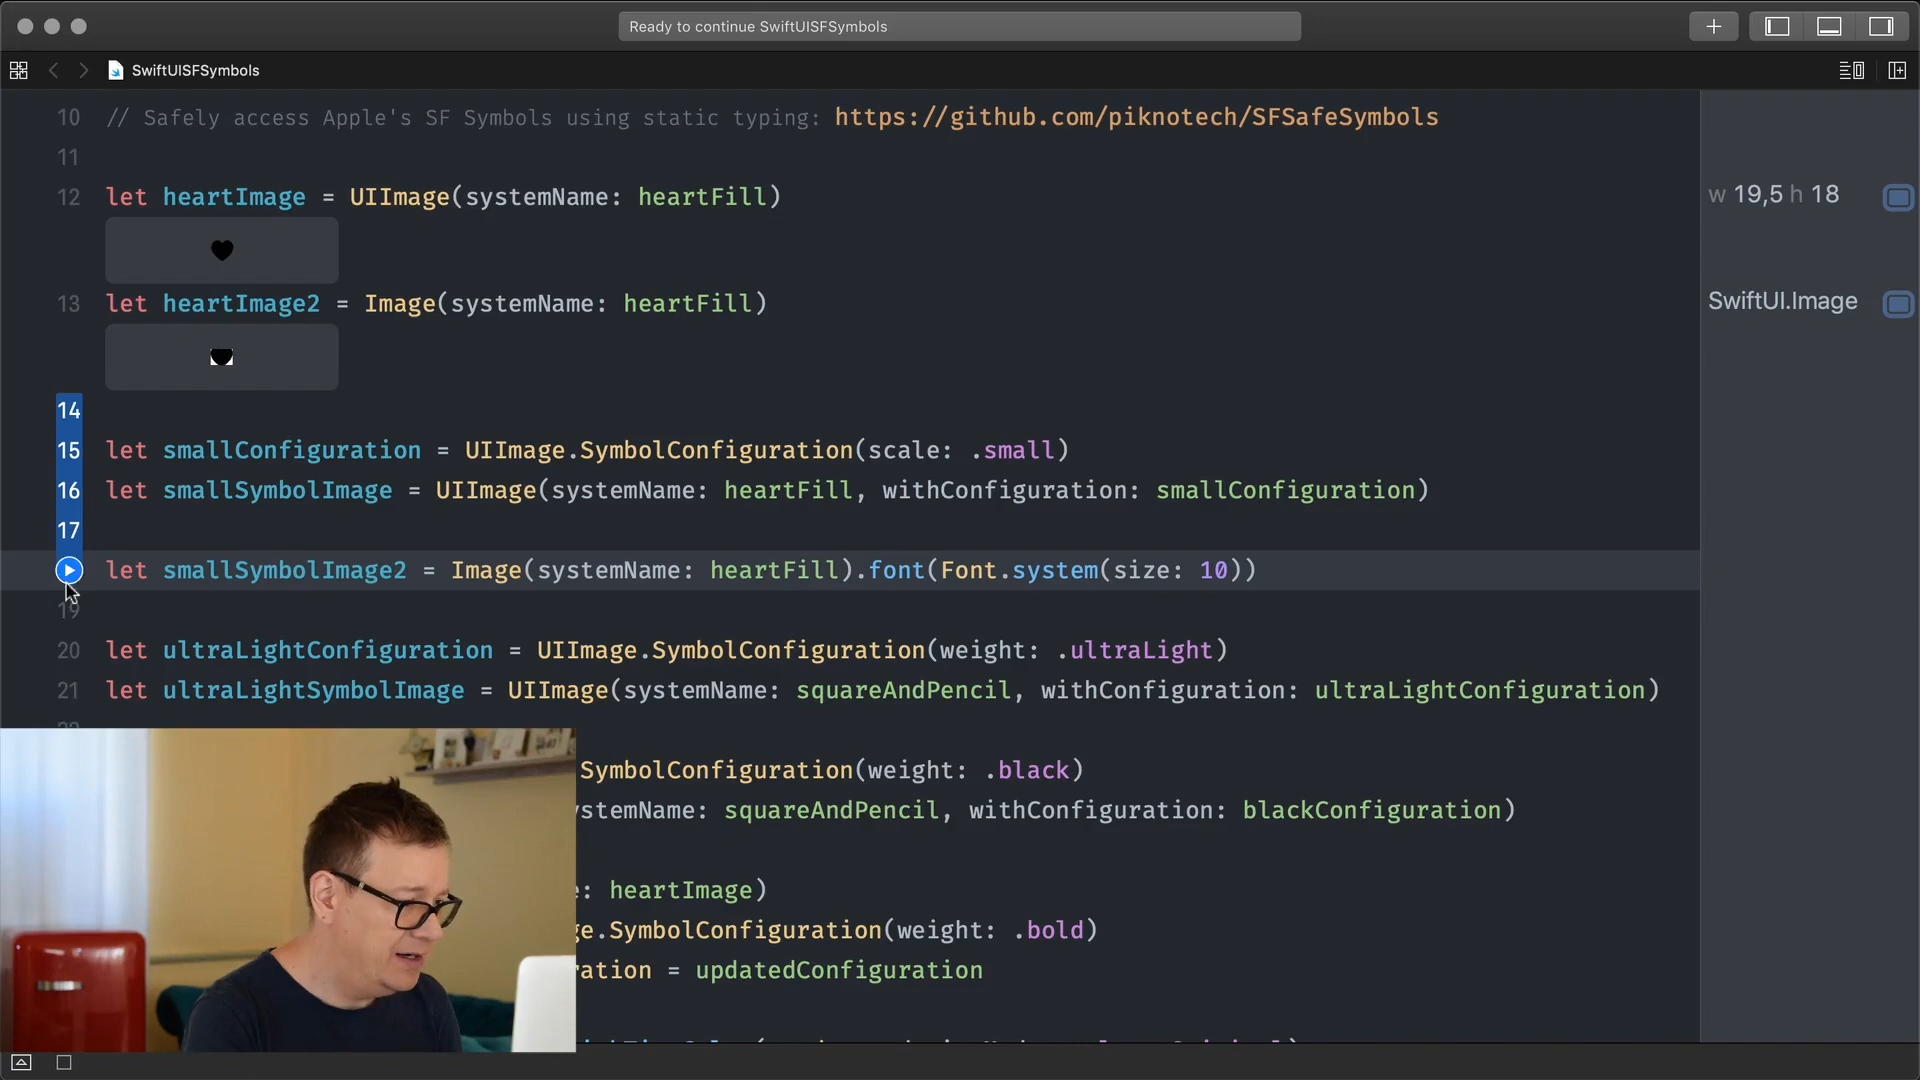 Ready to continue SwiftUISFSymbols
SwiftUISFSymbols
10 // Safely access Apple's SF Symbols using static typing: https://github.com/piknotech/SFSafeSymbols
11
12 let heartImage = UIImage(systemName: heartFill)
w 19,5 h 18
13 let heartImage2 = Image(systemName: heartFill)
SwiftUI.Image
14
15 let smallConfiguration = UIImage.SymbolConfiguration(scale: .small)
16 let smallSymbolImage = UIImage(systemName: heartFill, withConfiguration: smallConfiguration)
17
let smallSymbolImage2 = Image(systemName: heartFill).font(Font.system(size: 10))
19
20 let ultraLightConfiguration = UIImage.SymbolConfiguration(weight: .ultraLight)
21 let ultraLightSymbolImage = UIImage(systemName: squareAndPencil, withConfiguration: ultraLightConfiguration)
SymbolConfiguration(weight: .black)
stemName: squareAndPencil, withConfiguration: blackConfiguration)
: heartImage)
ge.SymbolConfiguration(weight: .bold)
ration = updatedConfiguration